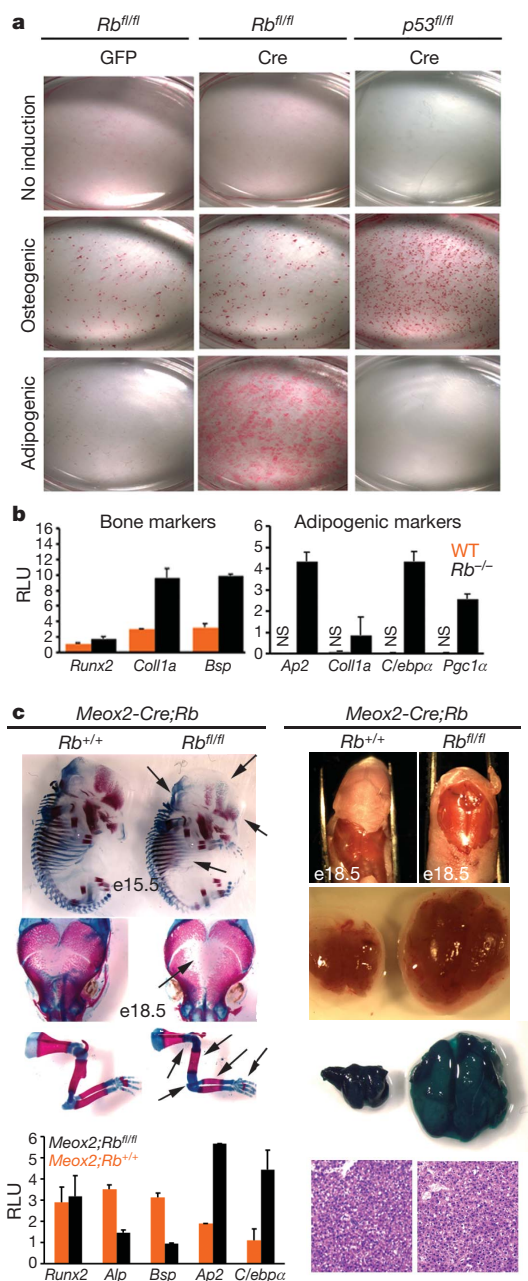 a
Rb^fl/fl Rb^fl/fl p53^fl/fl
GFP Cre Cre
No induction
Osteogenic
Adipogenic
b
Bone markers
RLU
16
14
12
10
8
6
4
2
0
Runx2 Coll1a Bsp
Adipogenic markers
6
5
4
3
2
1
0
WT
Rb^−/−
NS NS NS NS
Ap2 Coll1a C/ebpα Pgc1α
c
Meox2-Cre;Rb
Rb^+/+ Rb^fl/fl
e15.5
e18.5
RLU
6
5
4
3
2
1
0
Meox2;Rb^fl/fl
Meox2;Rb^+/+
Runx2 Alp Bsp Ap2 C/ebpα
Meox2-Cre;Rb
Rb^+/+ Rb^fl/fl
e18.5 e18.5